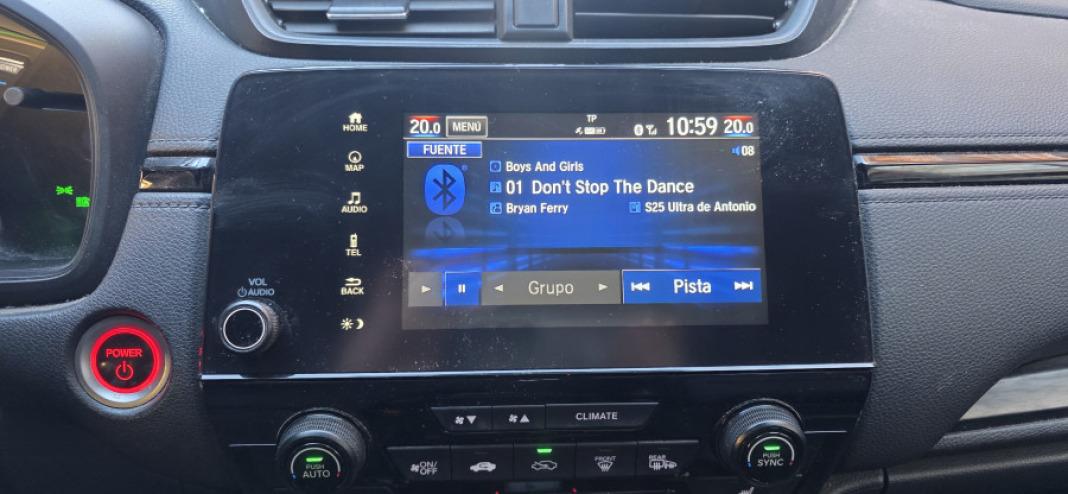 HOME
MAP
AUDIO
TEL
BACK
VOL
AUDIO
20.0 MENÚ TP 10:59 20.0
FUENTE 08
Boys And Girls
01 Don't Stop The Dance
Bryan Ferry S25 Ultra de Antonio
Grupo Pista
POWER
CLIMATE
PUSH AUTO
ON/OFF
FRONT
REAR
PUSH SYNC